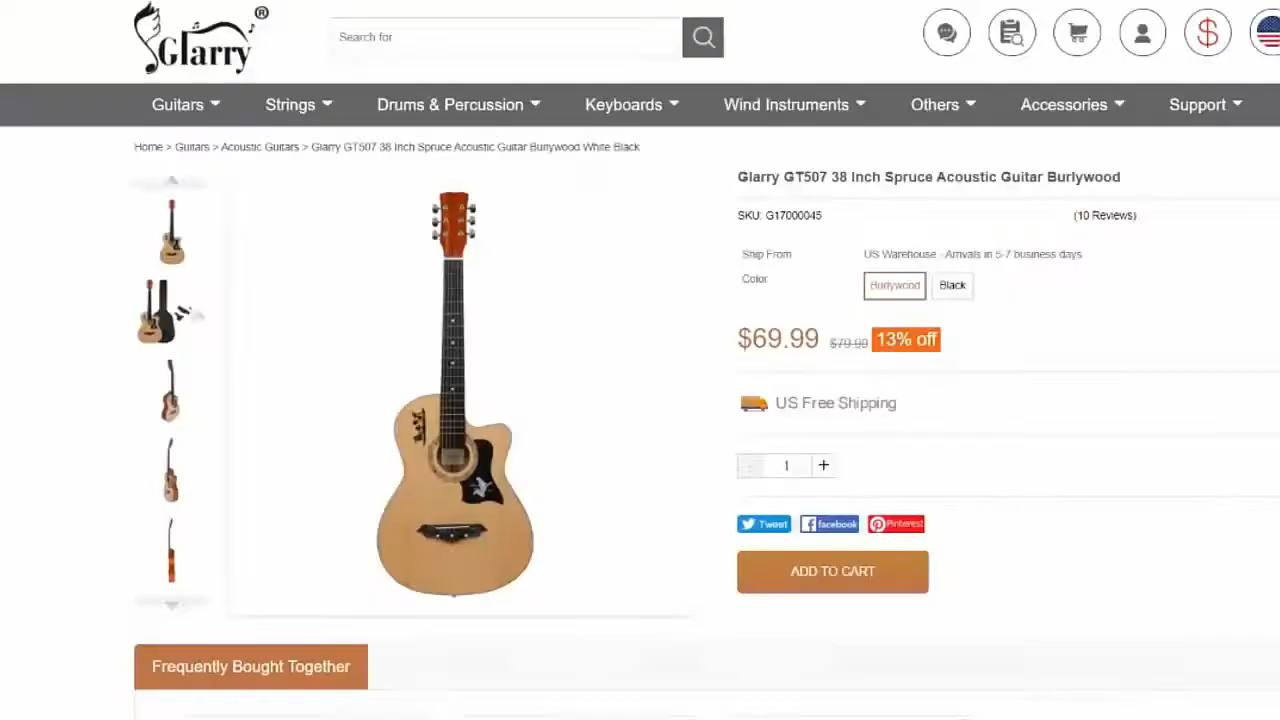 Glarry®
Search for
Guitars Strings Drums & Percussion Keyboards Wind Instruments Others Accessories Support
Home > Guitars > Acoustic Guitars > Glarry GT507 38 Inch Spruce Acoustic Guitar Burlywood White Black
Glarry GT507 38 Inch Spruce Acoustic Guitar Burlywood
SKU: G17000045 (10 Reviews)
Ship From US Warehouse - Arrivals in 5-7 business days
Color Burlywood Black
$69.99 $79.99 13% off
US Free Shipping
- 1 +
Tweet facebook Pinterest
ADD TO CART
Frequently Bought Together